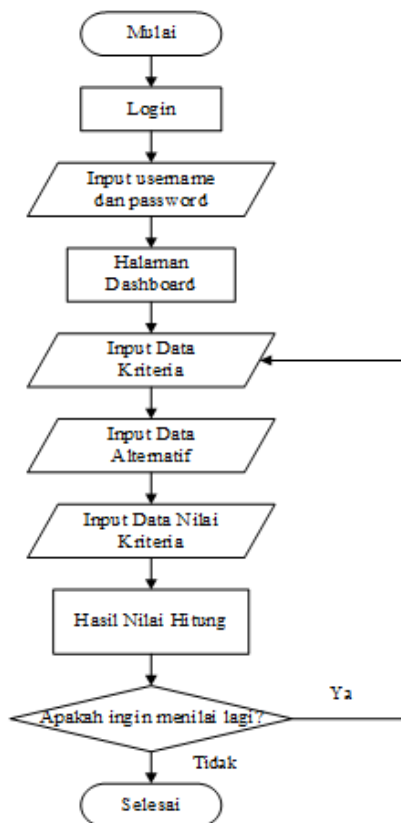 Mulai
Login
Input username
dan password
Halaman
Dashboard
Input Data
Kriteria
Input Data
Alternatif
Input Data Nilai
Kriteria
Hasil Nilai Hitung
Apakah ingin menilai lagi?
Ya
Tidak
Selesai